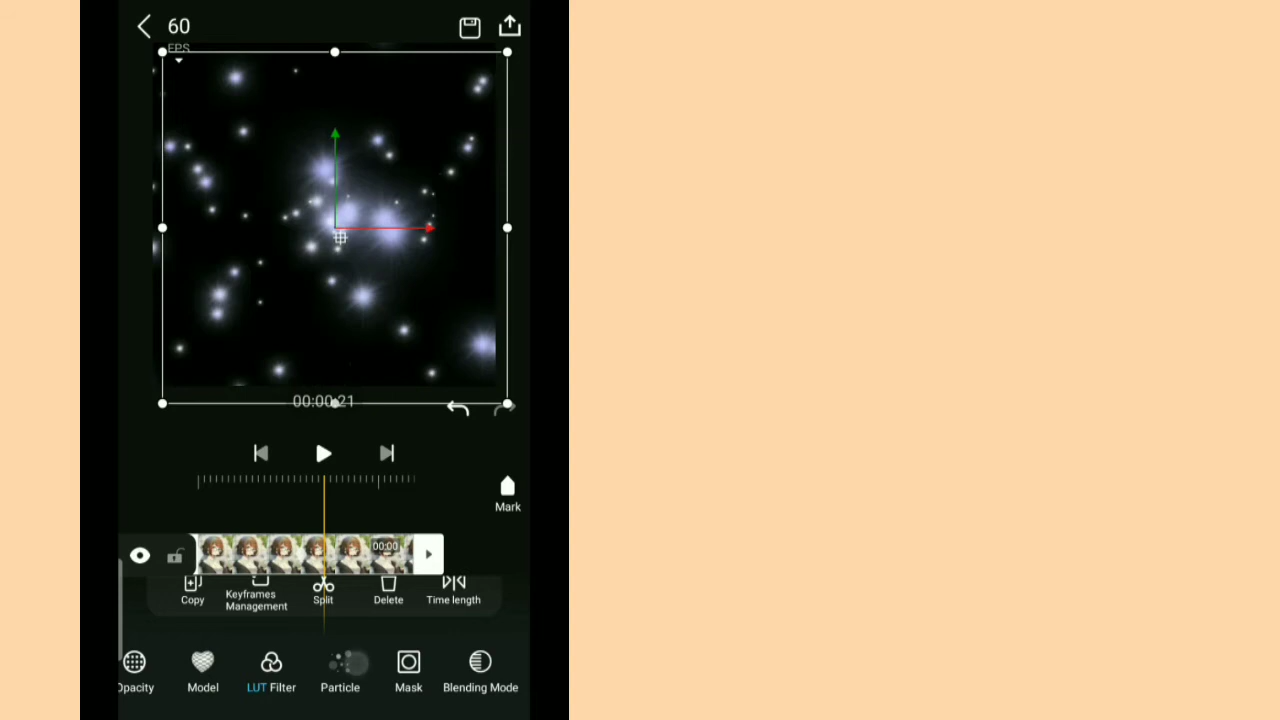 60
FPS
00:00:21
Mark
00:00
Copy
Keyframes
Management
Split
Delete
Time length
Opacity
Model
LUT Filter
Particle
Mask
Blending Mode